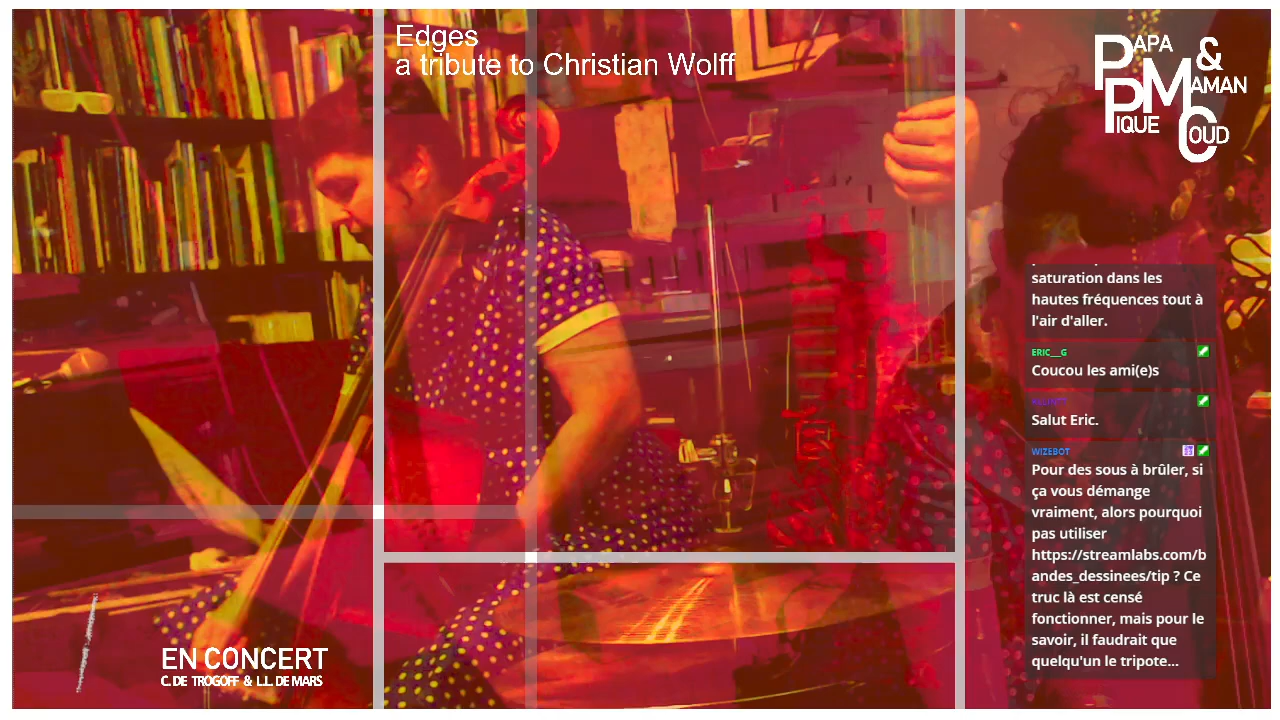 Edges
a tribute to Christian Wolff
PAPA
PIQUE
&
MAMAN
COUD
saturation dans les
hautes fréquences tout à
l'air d'aller.
ERIC__G
Coucou les ami(e)s
Salut Eric.
WIZEBOT
Pour des sous à brûler, si
ça vous démange
vraiment, alors pourquoi
pas utiliser
https://streamlabs.com/b
andes_dessinees/tip ? Ce
truc là est censé
fonctionner, mais pour le
savoir, il faudrait que
quelqu'un le tripote...
EN CONCERT
C. DE TROGOFF & L.L. DE MARS